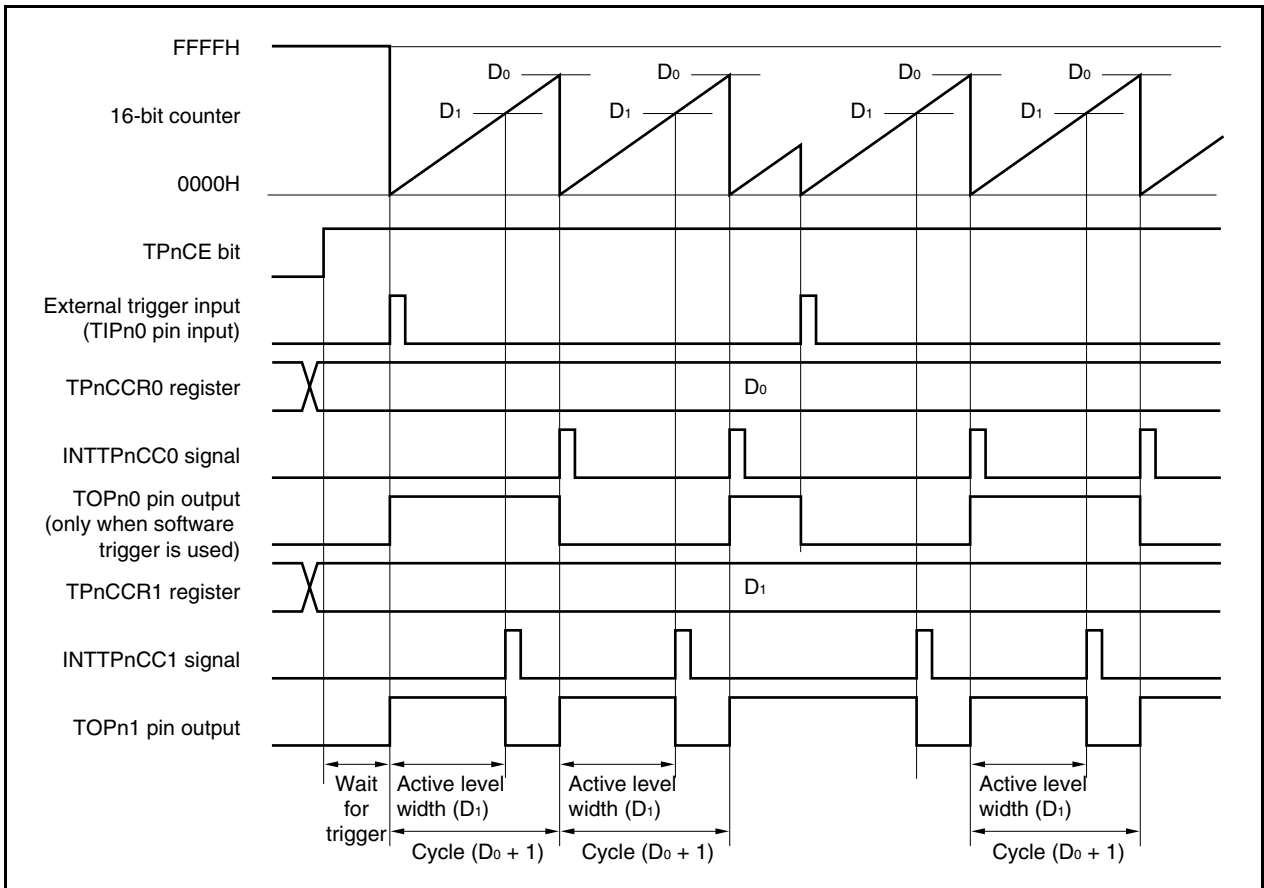 FFFFH
D0 D0 D0 D0
16-bit counter
D1 D1 D1 D1
0000H
TPnCE bit
External trigger input
(TIPn0 pin input)
TPnCCR0 register
D0
INTTPnCC0 signal
TOPn0 pin output
(only when software
trigger is used)
TPnCCR1 register
D1
INTTPnCC1 signal
TOPn1 pin output
Wait
for
trigger
Active level
width (D1)
Active level
width (D1)
Active level
width (D1)
Cycle (D0 + 1)
Cycle (D0 + 1)
Cycle (D0 + 1)